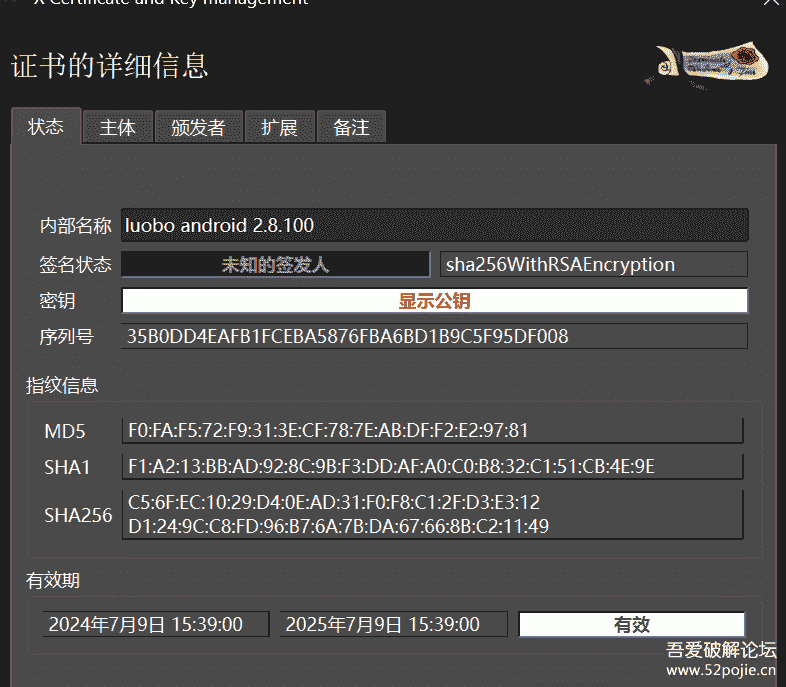 X Certificate and Key management
证书的详细信息
状态 主体 颁发者 扩展 备注
内部名称 luobo android 2.8.100
签名状态 未知的签发人 sha256WithRSAEncryption
密钥 显示公钥
序列号 35B0DD4EAFB1FCEBA5876FBA6BD1B9C5F95DF008
指纹信息
MD5 F0:FA:F5:72:F9:31:3E:CF:78:7E:AB:DF:F2:E2:97:81
SHA1 F1:A2:13:BB:AD:92:8C:9B:F3:DD:AF:A0:C0:B8:32:C1:51:CB:4E:9E
SHA256 C5:6F:EC:10:29:D4:0E:AD:31:F0:F8:C1:2F:D3:E3:12
D1:24:9C:C8:FD:96:B7:6A:7B:DA:67:66:8B:C2:11:49
有效期
2024年7月9日 15:39:00 2025年7月9日 15:39:00 有效
吾爱破解论坛
www.52pojie.cn